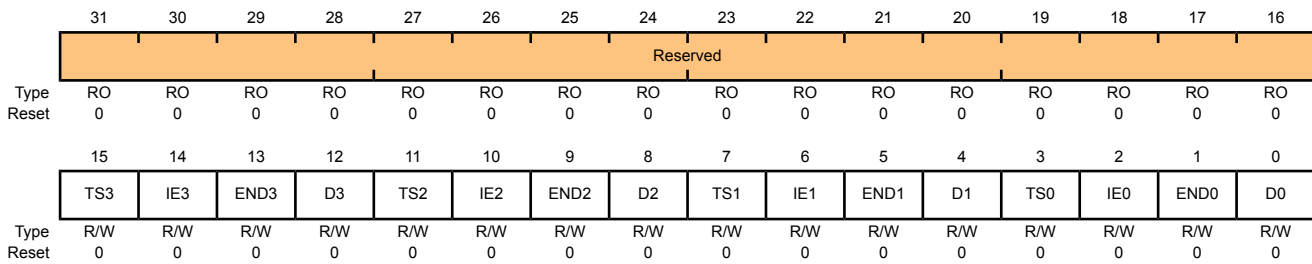 31 30 29 28 27 26 25 24 23 22 21 20 19 18 17 16
Reserved
Type RO RO RO RO RO RO RO RO RO RO RO RO RO RO RO RO
Reset 0 0 0 0 0 0 0 0 0 0 0 0 0 0 0 0
15 14 13 12 11 10 9 8 7 6 5 4 3 2 1 0
TS3 IE3 END3 D3 TS2 IE2 END2 D2 TS1 IE1 END1 D1 TS0 IE0 END0 D0
Type R/W R/W R/W R/W R/W R/W R/W R/W R/W R/W R/W R/W R/W R/W R/W R/W
Reset 0 0 0 0 0 0 0 0 0 0 0 0 0 0 0 0